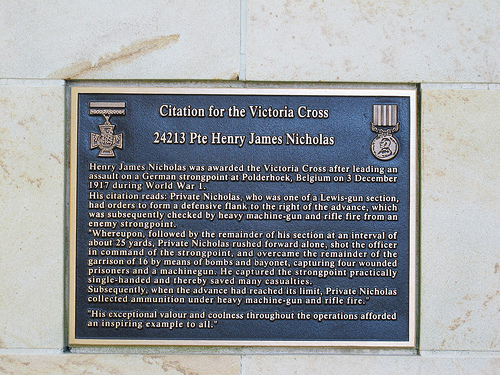 Citation for the Victoria Cross
24213 Pte Henry James Nicholas
Henry James Nicholas was awarded the Victoria Cross after leading an
assault on a German strongpoint at Polderhoek, Belgium on 3 December
1917 during World War 1.
His citation reads: Private Nicholas, who was one of a Lewis-gun section,
had orders to form a defensive flank to the right of the advance, which
was subsequently checked by heavy machine-gun and rifle fire from an
enemy strongpoint.
"Whereupon, followed by the remainder of his section at an interval of
about 25 yards, Private Nicholas rushed forward alone, shot the officer
in command of the strongpoint, and overcame the remainder of the
garrison of 16 by means of bombs and bayonet, capturing four wounded
prisoners and a machinegun. He captured the strongpoint practically
single-handed and thereby saved many casualties.
Subsequently, when the advance had reached its limit, Private Nicholas
collected ammunition under heavy machine-gun and rifle fire."
"His exceptional valour and coolness throughout the operations afforded
an inspiring example to all."